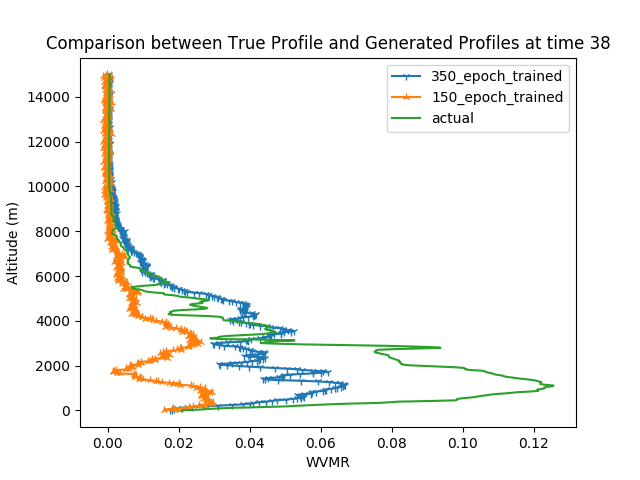 Comparison between True Profile and Generated Profiles at time 38
350_epoch_trained
150_epoch_trained
actual
Altitude (m)
14000
12000
10000
8000
6000
4000
2000
0
0.00 0.02 0.04 0.06 0.08 0.10 0.12
WVMR